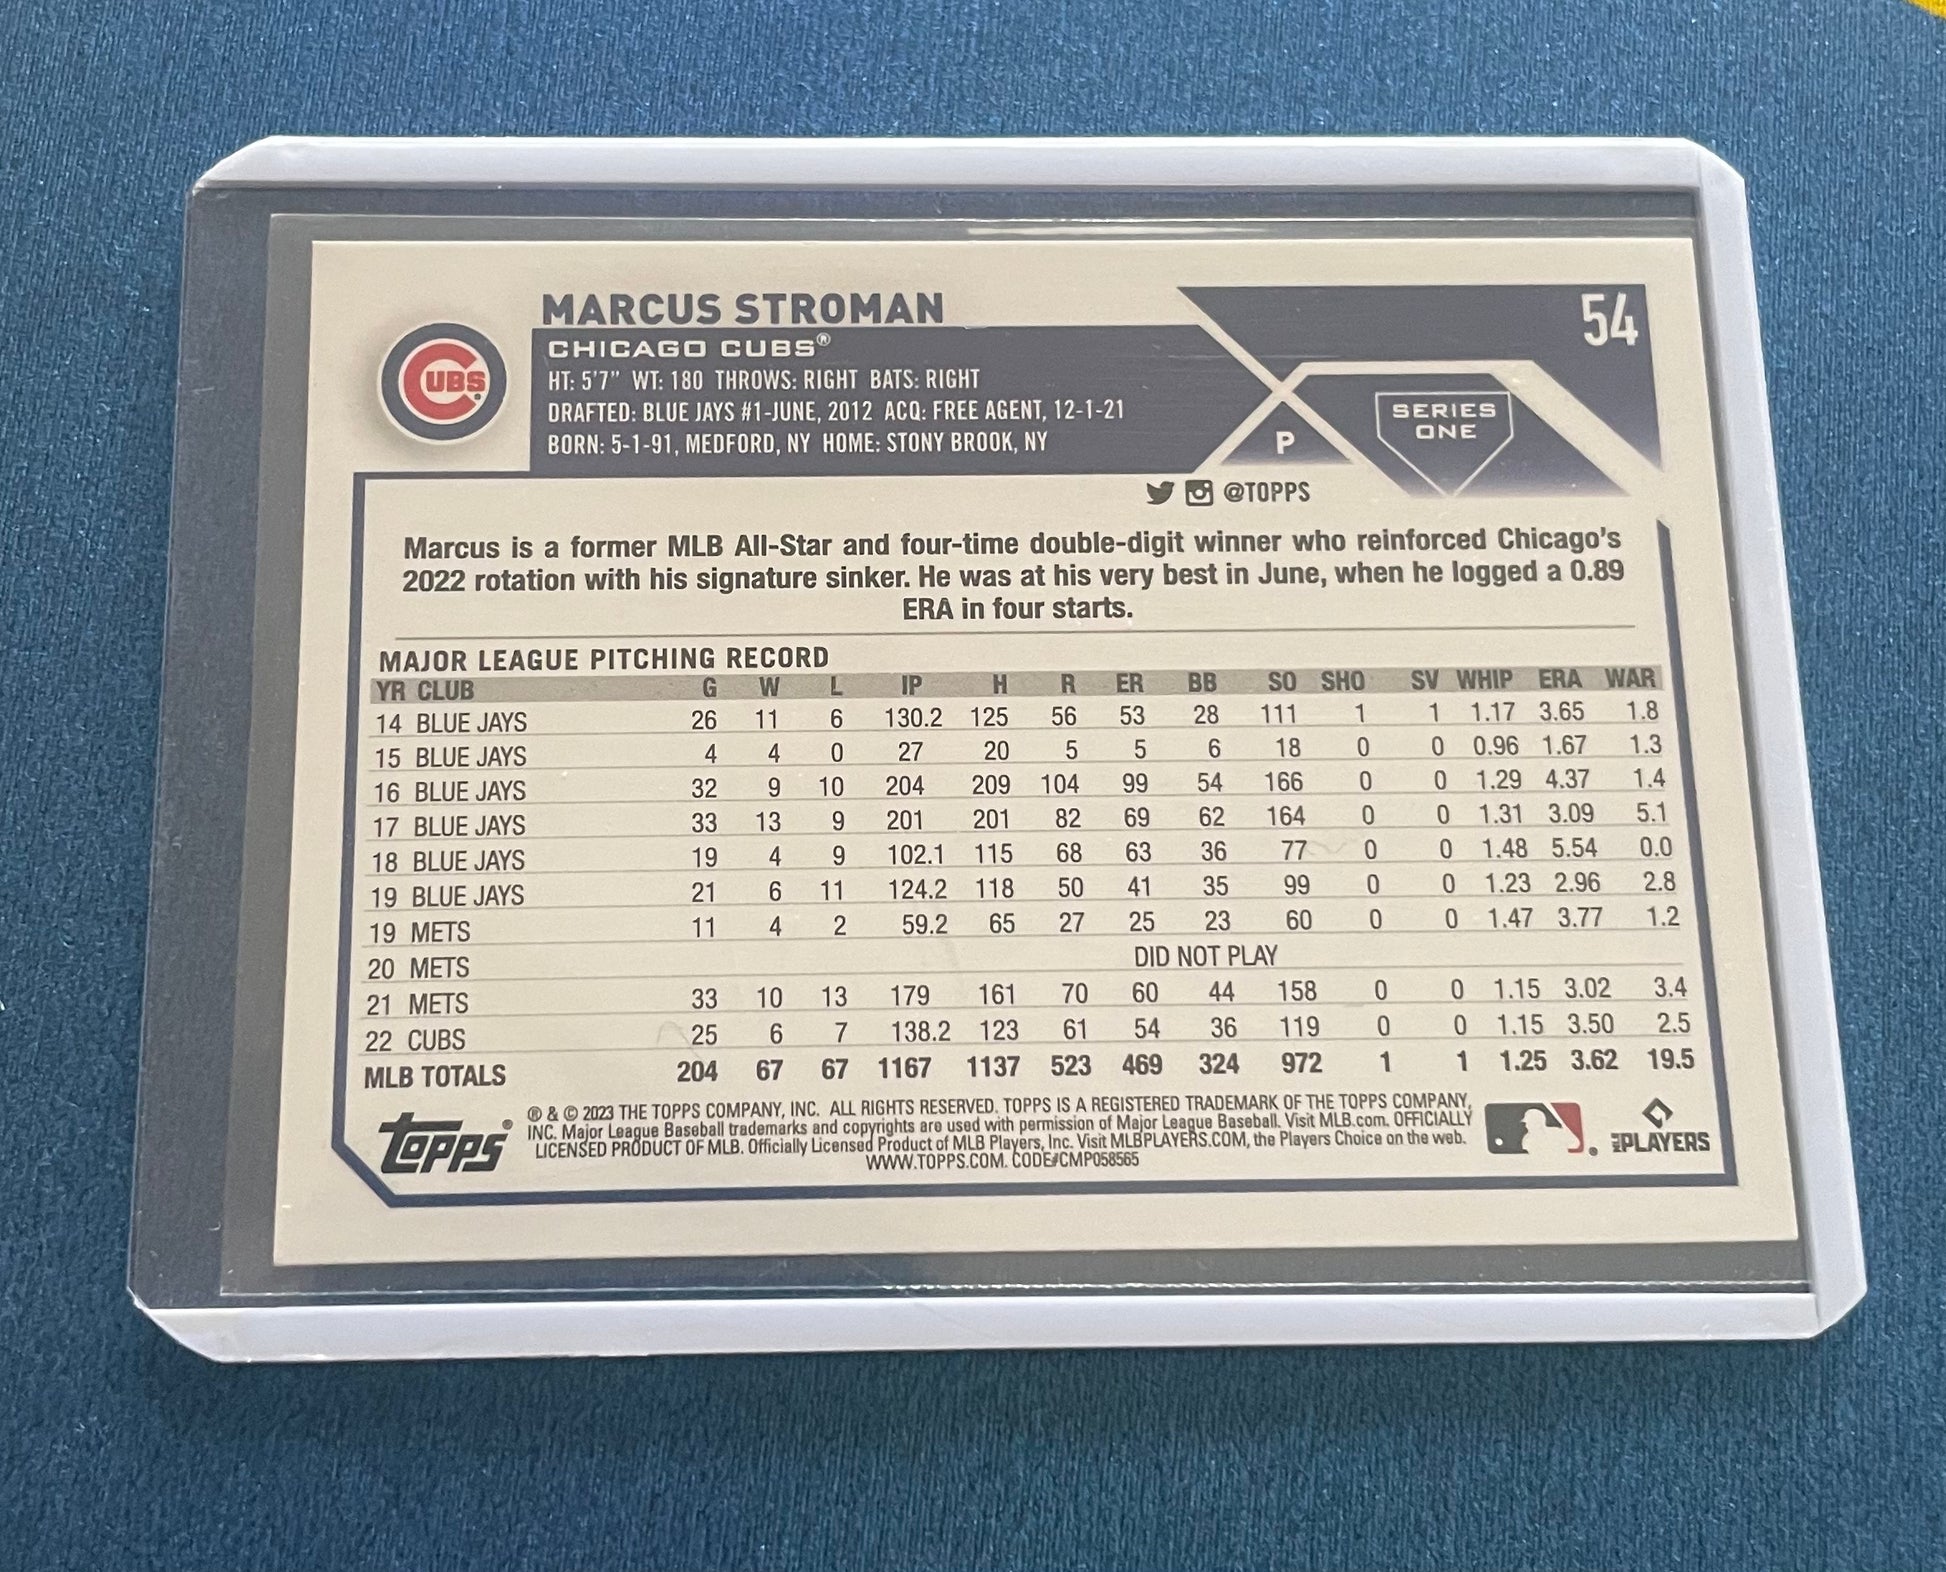 MARCUS STROMAN
54
CUBS
CHICAGO CUBS®
HT: 5'7" WT: 180 THROWS: RIGHT BATS: RIGHT
DRAFTED: BLUE JAYS #1-JUNE, 2012 ACQ: FREE AGENT, 12-1-21
BORN: 5-1-91, MEDFORD, NY HOME: STONY BROOK, NY
P
SERIES
ONE
@TOPPS
Marcus is a former MLB All-Star and four-time double-digit winner who reinforced Chicago's
2022 rotation with his signature sinker. He was at his very best in June, when he logged a 0.89
ERA in four starts.
MAJOR LEAGUE PITCHING RECORD
YR CLUB G W L IP H R ER BB SO SHO SV WHIP ERA WAR
14 BLUE JAYS 26 11 6 130.2 125 56 53 28 111 1 1 1.17 3.65 1.8
15 BLUE JAYS 4 4 0 27 20 5 5 6 18 0 0 0.96 1.67 1.3
16 BLUE JAYS 32 9 10 204 209 104 99 54 166 0 0 1.29 4.37 1.4
17 BLUE JAYS 33 13 9 201 201 82 69 62 164 0 0 1.31 3.09 5.1
18 BLUE JAYS 19 4 9 102.1 115 68 63 36 77 0 0 1.48 5.54 0.0
19 BLUE JAYS 21 6 11 124.2 118 50 41 35 99 0 0 1.23 2.96 2.8
19 METS 11 4 2 59.2 65 27 25 23 60 0 0 1.47 3.77 1.2
20 METS DID NOT PLAY
21 METS 33 10 13 179 161 70 60 44 158 0 0 1.15 3.02 3.4
22 CUBS 25 6 7 138.2 123 61 54 36 119 0 0 1.15 3.50 2.5
MLB TOTALS 204 67 67 1167 1137 523 469 324 972 1 1 1.25 3.62 19.5
topps®
® & © 2023 THE TOPPS COMPANY, INC. ALL RIGHTS RESERVED. TOPPS IS A REGISTERED TRADEMARK OF THE TOPPS COMPANY,
INC. Major League Baseball trademarks and copyrights are used with permission of Major League Baseball. Visit MLB.com. OFFICIALLY
LICENSED PRODUCT OF MLB. Officially Licensed Product of MLB Players, Inc. Visit MLBPLAYERS.COM, the Players Choice on the web.
WWW.TOPPS.COM. CODE#CMP058565
MLB PLAYERS